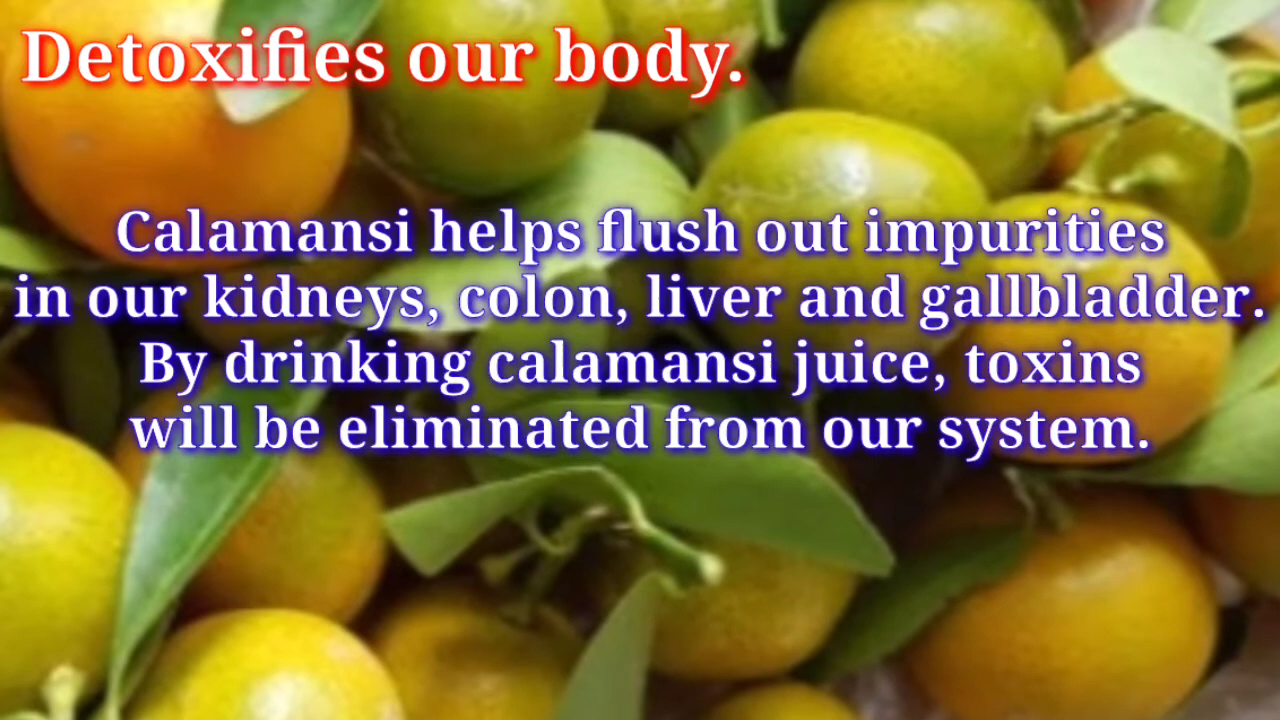 Detoxifies our body.
Calamansi helps flush out impurities
in our kidneys, colon, liver and gallbladder.
By drinking calamansi juice, toxins
will be eliminated from our system.